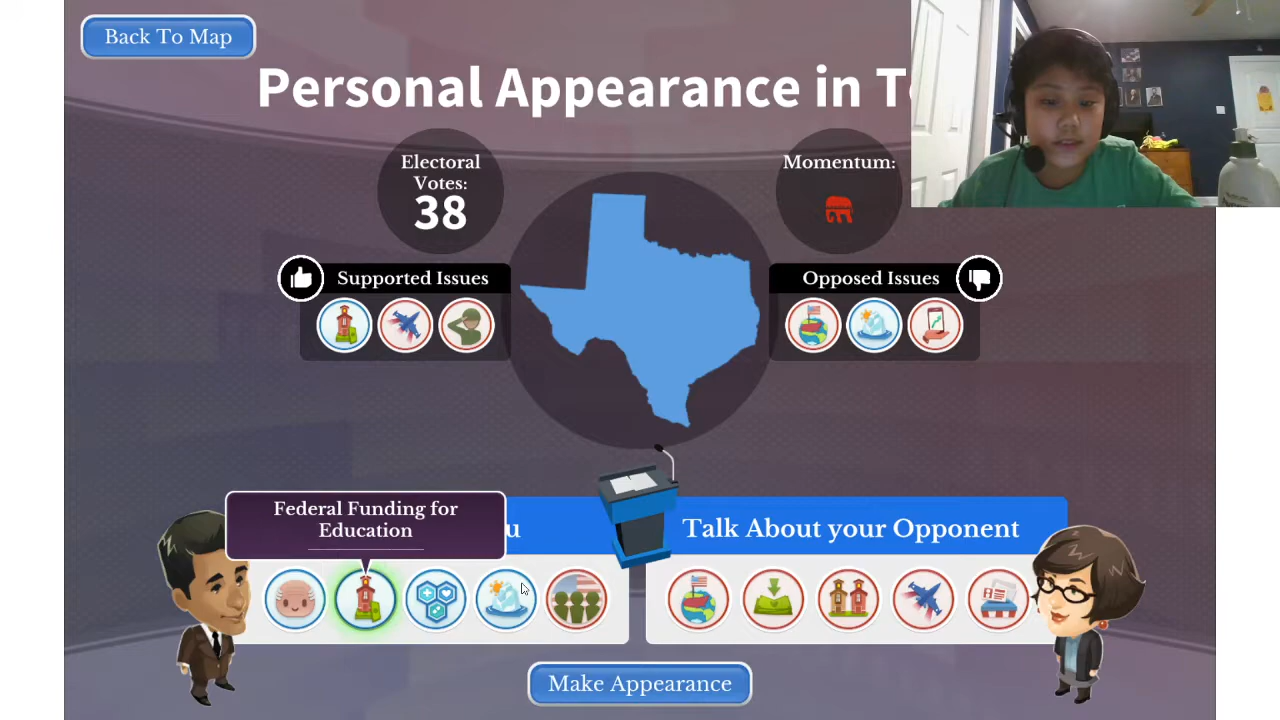 Back To Map
Personal Appearance in
Electoral
Votes:
38
Momentum:
Supported Issues
Opposed Issues
Federal Funding for
Education
Talk About your Opponent
Make Appearance